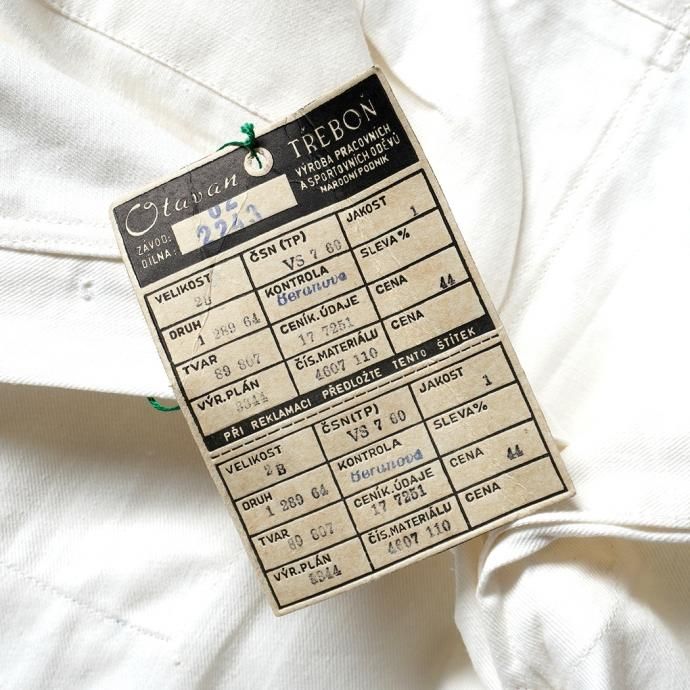 Otavan TŘEBOŇ
VÝROBA PRACOVNÍCH
A SPORTOVNÍCH ODĚVŮ
NÁRODNÍ PODNIK
ZÁVOD: 02
DÍLNA: 2243
VELIKOST 2B
ČSN (TP) VS 7 60
JAKOST 1
DRUH 1 289 64
KONTROLA Beranová
SLEVA%
TVAR 89 807
CENÍK.ÚDAJE 17 7251
CENA 44
VÝR.PLÁN 8344
ČÍS.MATERIÁLU 4607 110
CENA
PŘI REKLAMACI PŘEDLOŽTE TENTO ŠTÍTEK
VELIKOST 2B
ČSN(TP) VS 7 60
JAKOST 1
DRUH 1 289 64
KONTROLA Beranová
SLEVA%
TVAR 89 807
CENÍK.ÚDAJE 17 7251
CENA 44
VÝR.PLÁN 8344
ČÍS.MATERIÁLU 4607 110
CENA